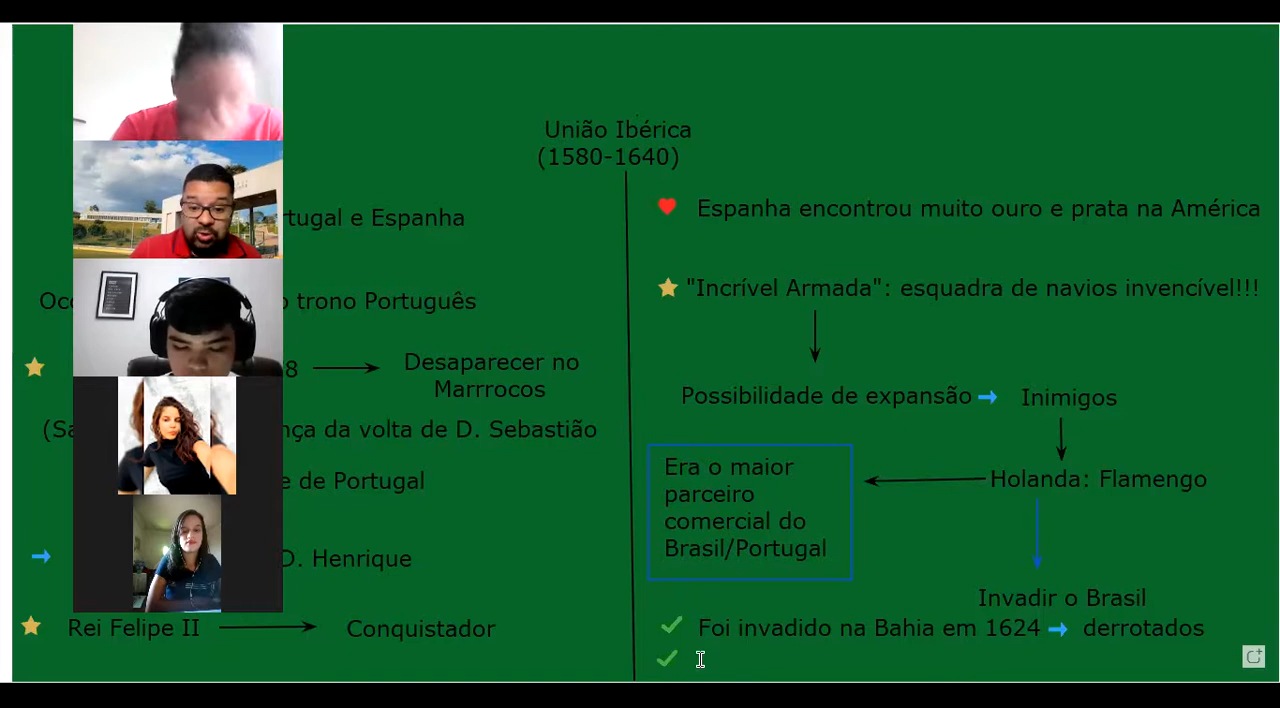 União Ibérica
(1580-1640)
tugal e Espanha
trono Português
8
Desaparecer no
Marrrocos
nça da volta de D. Sebastião
e de Portugal
D. Henrique
Rei Felipe II
Conquistador
Espanha encontrou muito ouro e prata na América
"Incrível Armada": esquadra de navios invencível!!!
Possibilidade de expansão
Inimigos
Holanda: Flamengo
Era o maior
parceiro
comercial do
Brasil/Portugal
Invadir o Brasil
Foi invadido na Bahia em 1624
derrotados